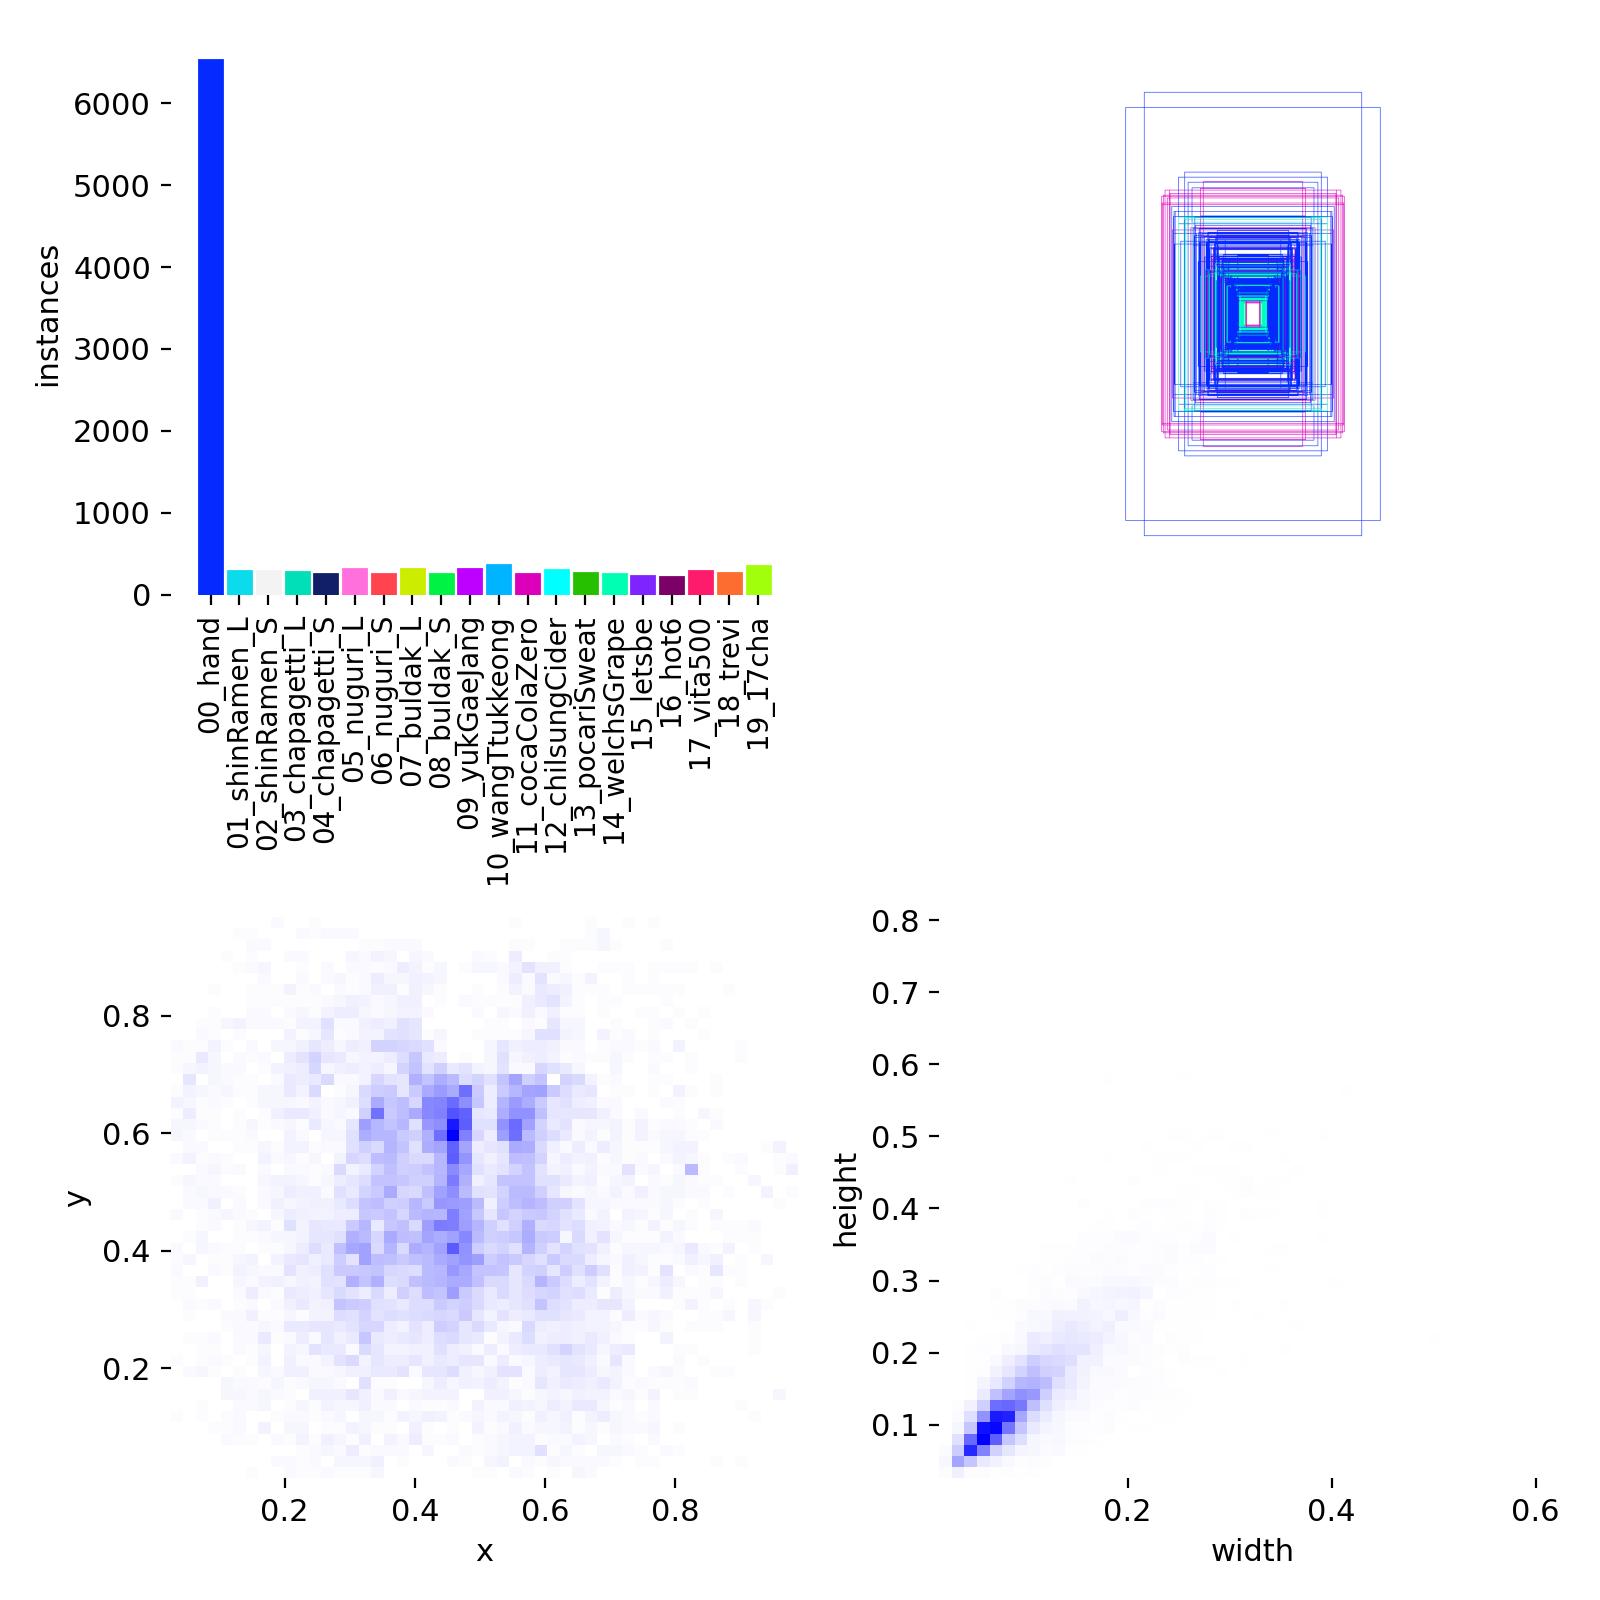 instances
6000
5000
4000
3000
2000
1000
0
00_hand
01_shinRamen_L
02_shinRamen_S
03_chapagetti_L
04_chapagetti_S
05_nuguri_L
06_nuguri_S
07_buldak_L
08_buldak_S
09_yukGaeJang
10_wangTtukkeong
11_cocaColaZero
12_chilsungCider
13_pocariSweat
14_welchsGrape
15_letsbe
16_hot6
17_vita500
18_trevi
19_17cha
y
0.8
0.6
0.4
0.2
0.2 0.4 0.6 0.8
x
height
0.8
0.7
0.6
0.5
0.4
0.3
0.2
0.1
0.2 0.4 0.6
width